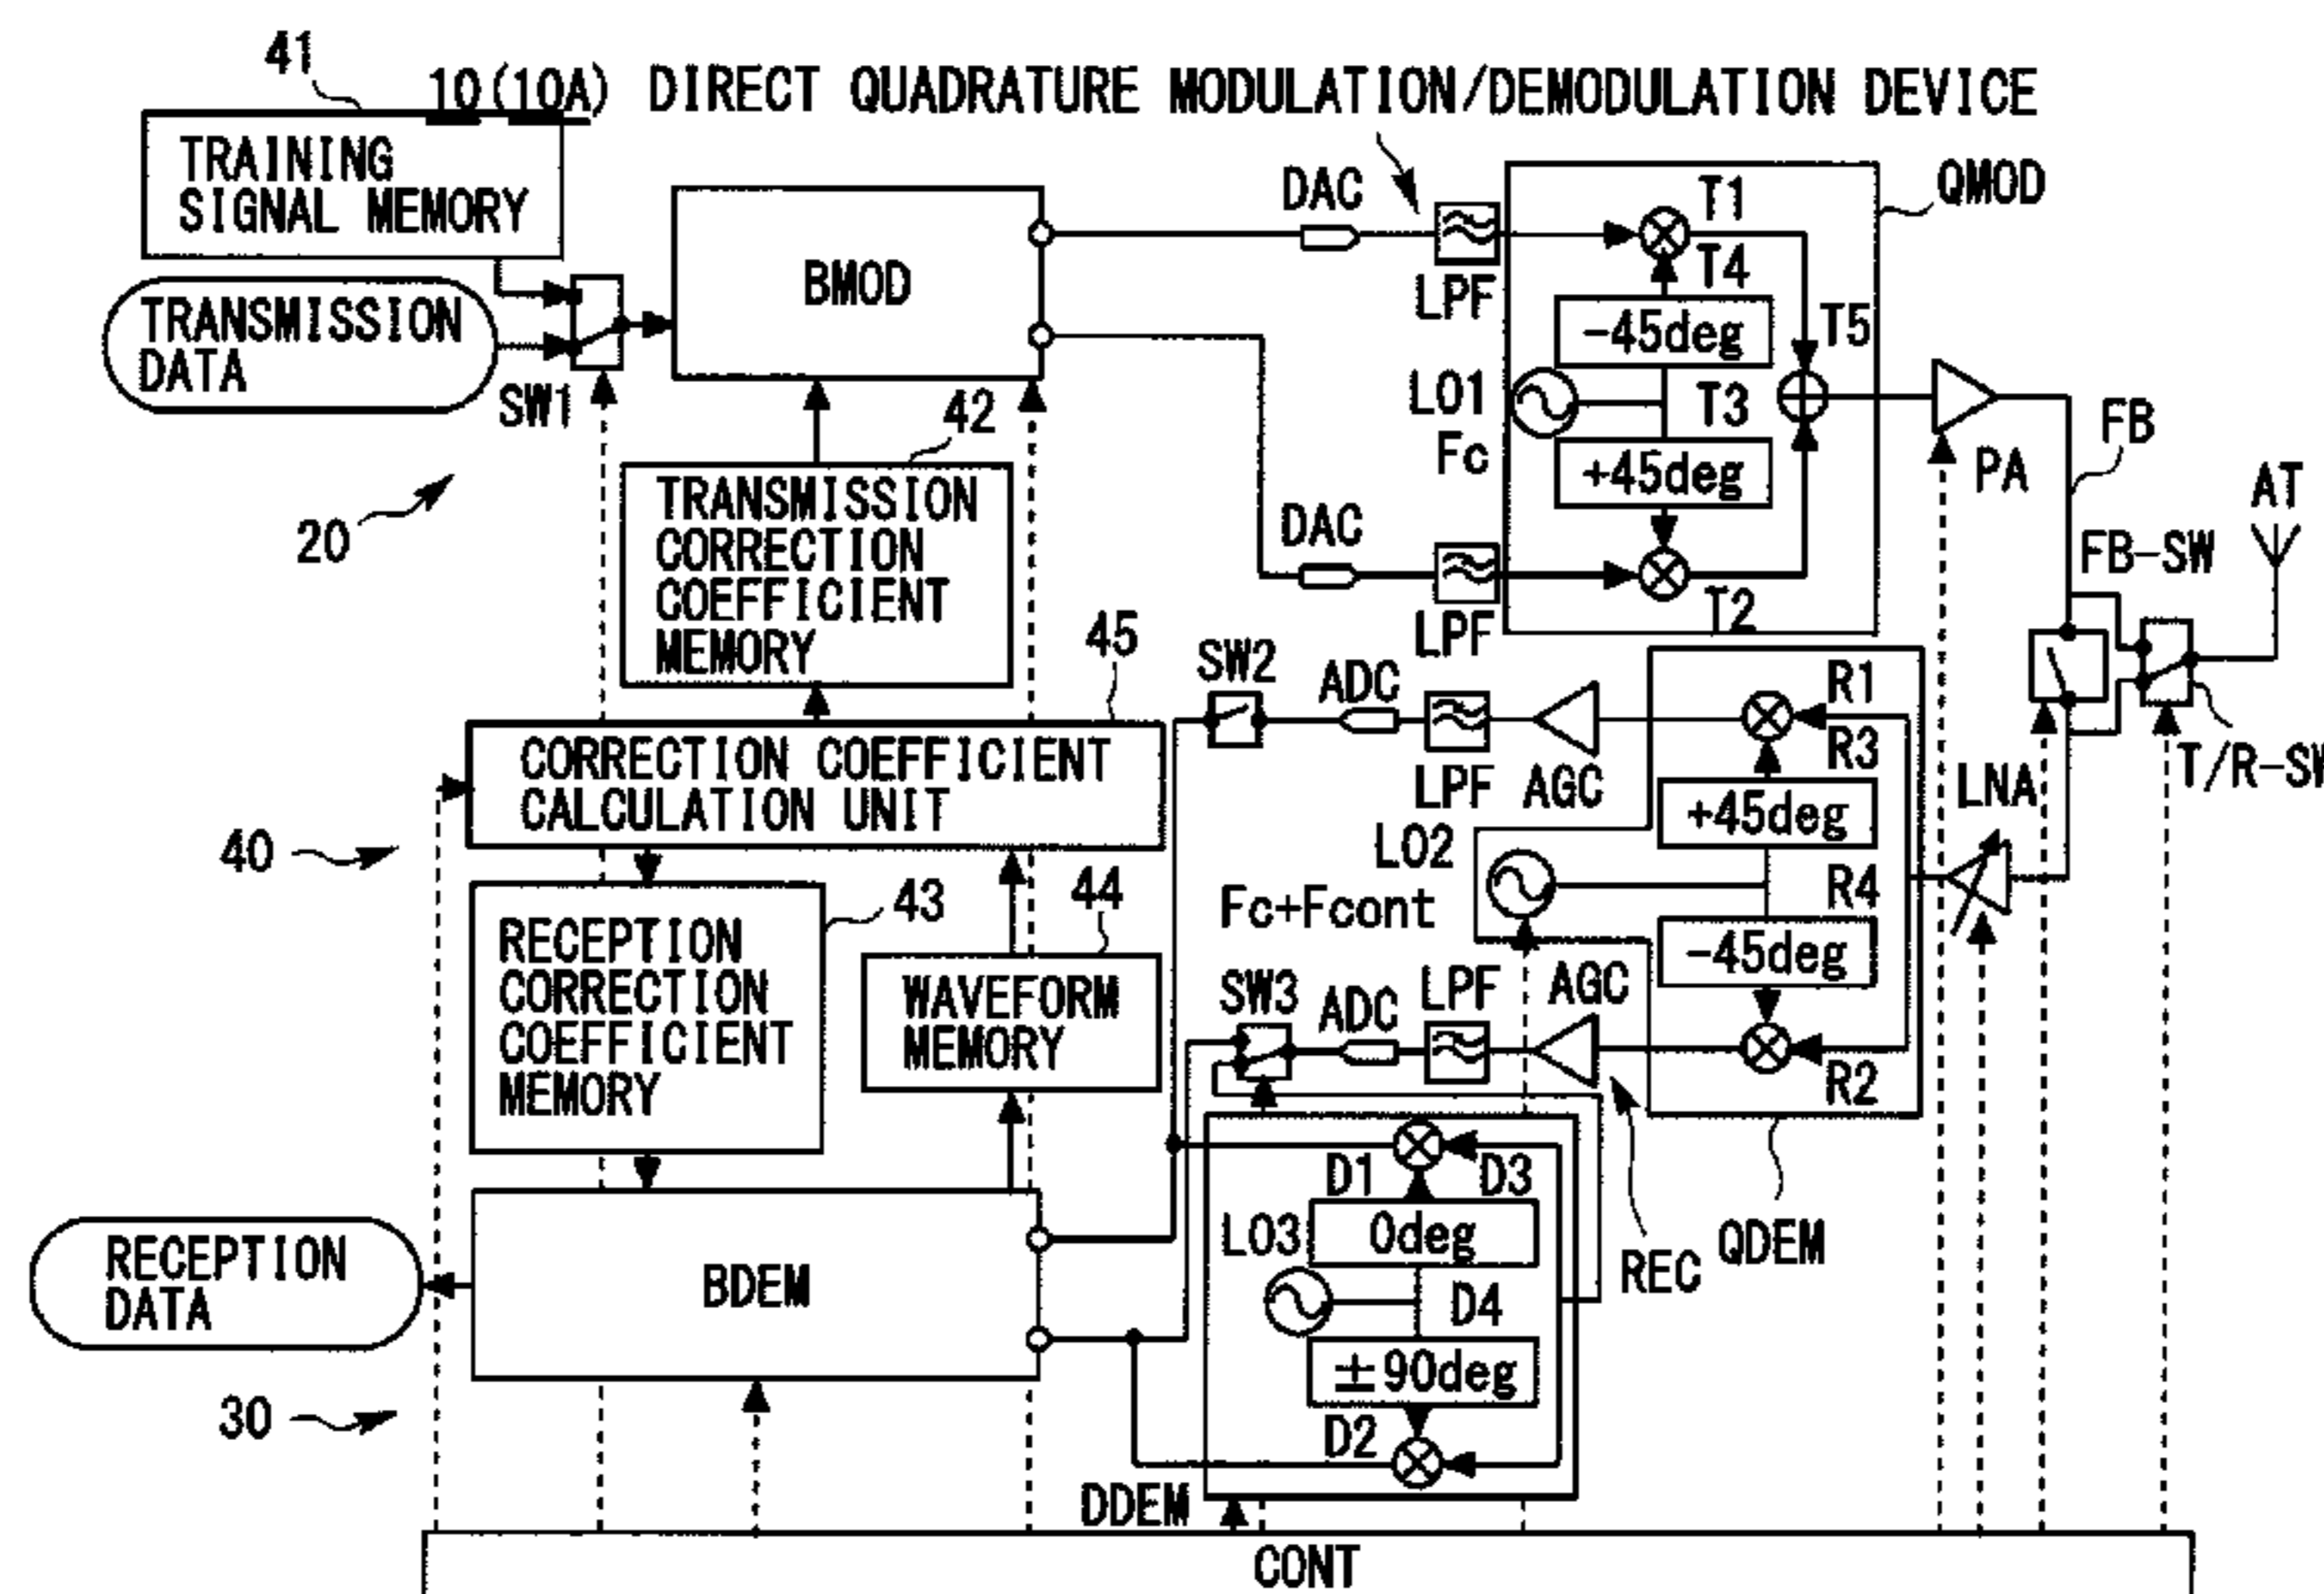 41
10(10A) DIRECT QUADRATURE MODULATION/DEMODULATION DEVICE
TRAINING
SIGNAL MEMORY
TRANSMISSION
DATA
SW1
BMOD
DAC
LPF
QMOD
T1
T4
-45deg
T5
LO1
Fc
T3
+45deg
DAC
LPF
T2
PA
FB
AT
FB-SW
T/R-SW
20
42
TRANSMISSION
CORRECTION
COEFFICIENT
MEMORY
45
CORRECTION COEFFICIENT
CALCULATION UNIT
40
SW2
ADC
LPF
AGC
R1
R3
+45deg
LNA
LO2
Fc+Fcont
R4
-45deg
R2
43
RECEPTION
CORRECTION
COEFFICIENT
MEMORY
44
WAVEFORM
MEMORY
SW3
ADC
LPF
AGC
REC
QDEM
D1
D3
LO3
0deg
D4
±90deg
D2
DDEM
RECEPTION
DATA
BDEM
30
CONT